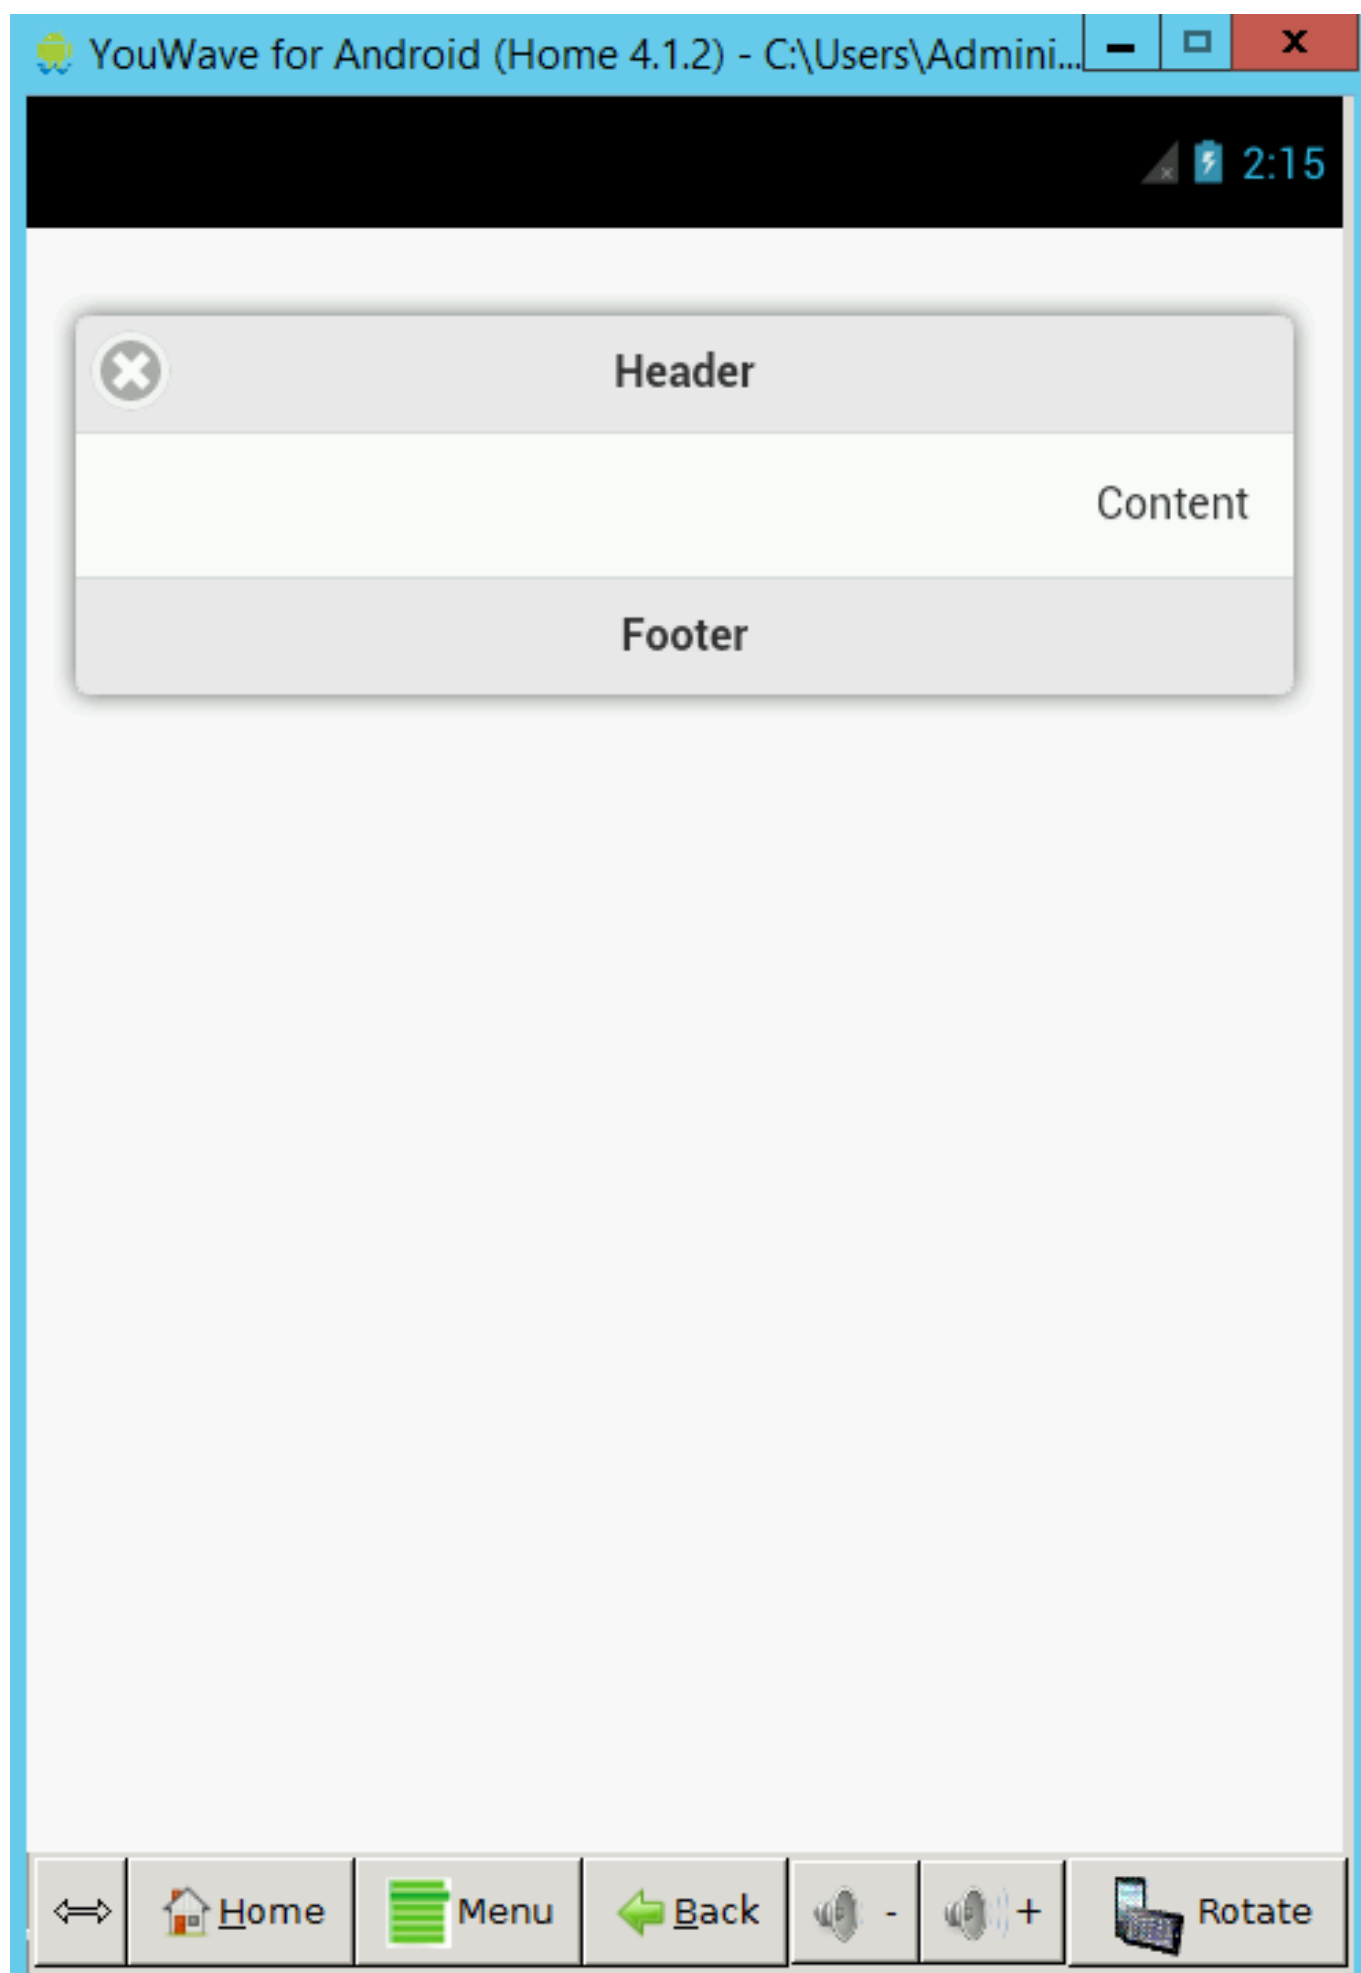 YouWave for Android (Home 4.1.2) - C:\Users\Admini...
2:15
Header
Content
Footer
Home
Menu
Back
-
+
Rotate